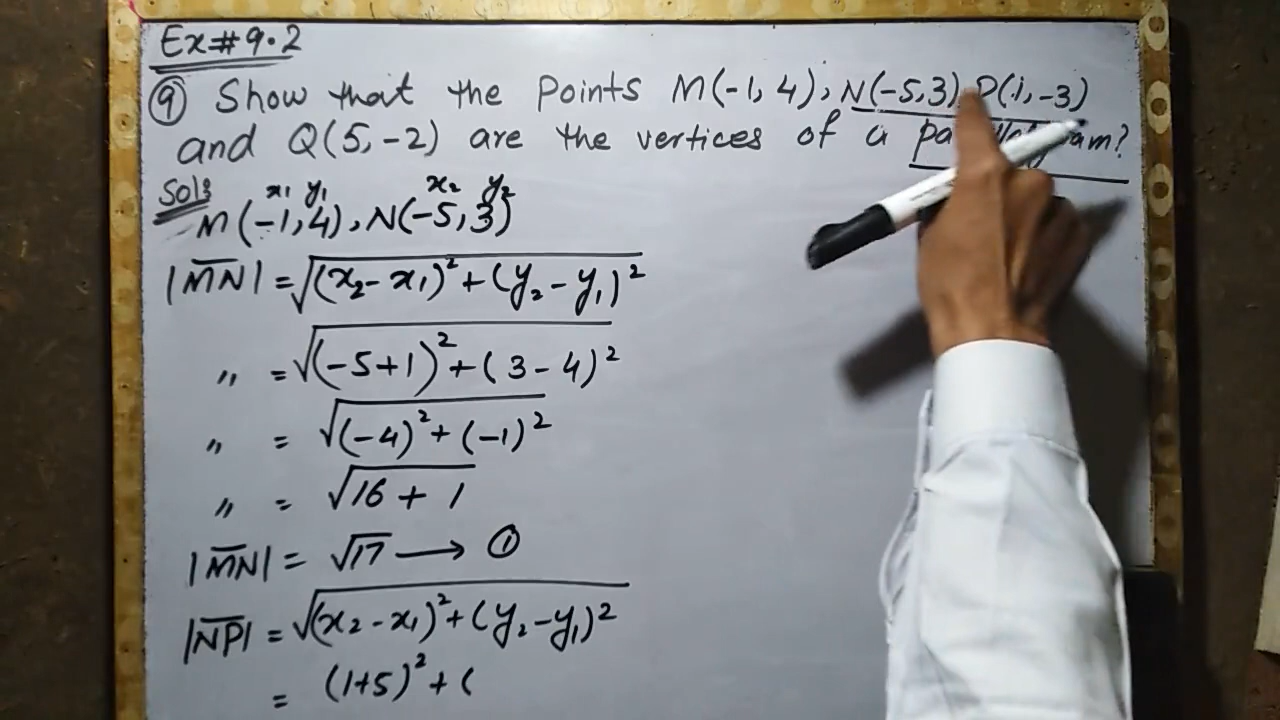 Ex#9.2
⑨ Show that the Points M(-1, 4), N(-5,3) P(1, -3)
and Q(5, -2) are the vertices of a
Sol:
x₁ y₁ x₂ y₂
M(-1, 4), N(-5, 3)
|M̅N̅| = √(x₂ - x₁)² + (y₂ - y₁)²
〃 = √(-5+1)² + (3 - 4)²
〃 = √(-4)² + (-1)²
〃 = √16 + 1
|M̅N̅| = √17 → ①
|N̅P̅| = √(x₂ - x₁)² + (y₂ - y₁)²
= (1+5)² + (